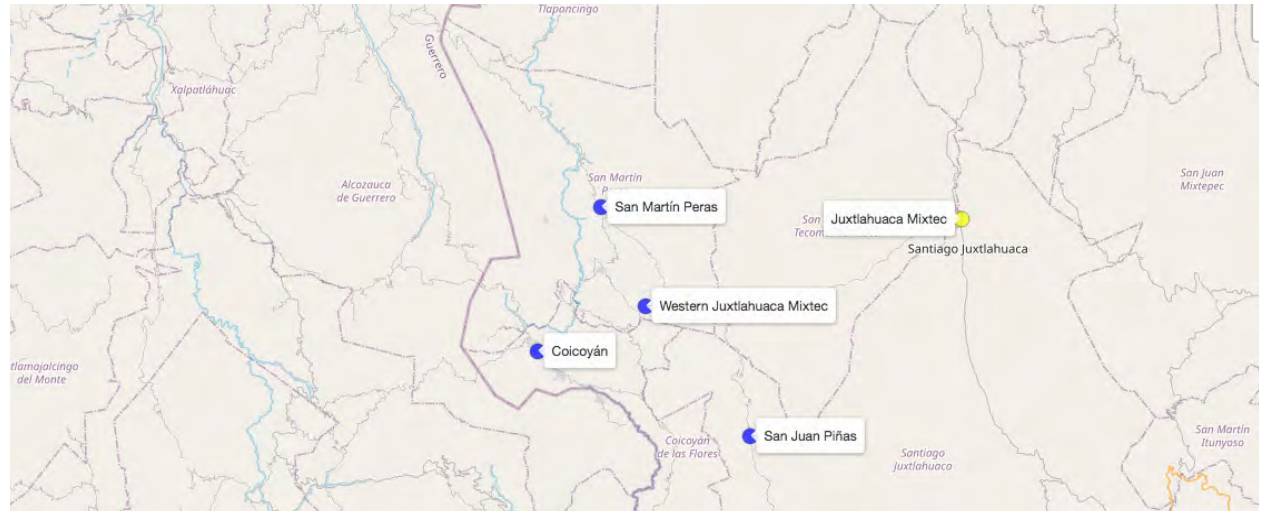 Tlapancingo
Guerrero
Xalpatláhuac
Alcozauca
de Guerrero
San Martín
San Martín Peras
San Juan
Mixtepec
San
Juxtlahuaca Mixtec
Santiago Juxtlahuaca
Western Juxtlahuaca Mixtec
Coicoyán
tlamajalcingo
del Monte
San Juan Piñas
Coicoyán
de las Flores
Santiago
Juxtlahuaca
San Martín
Itunyoso